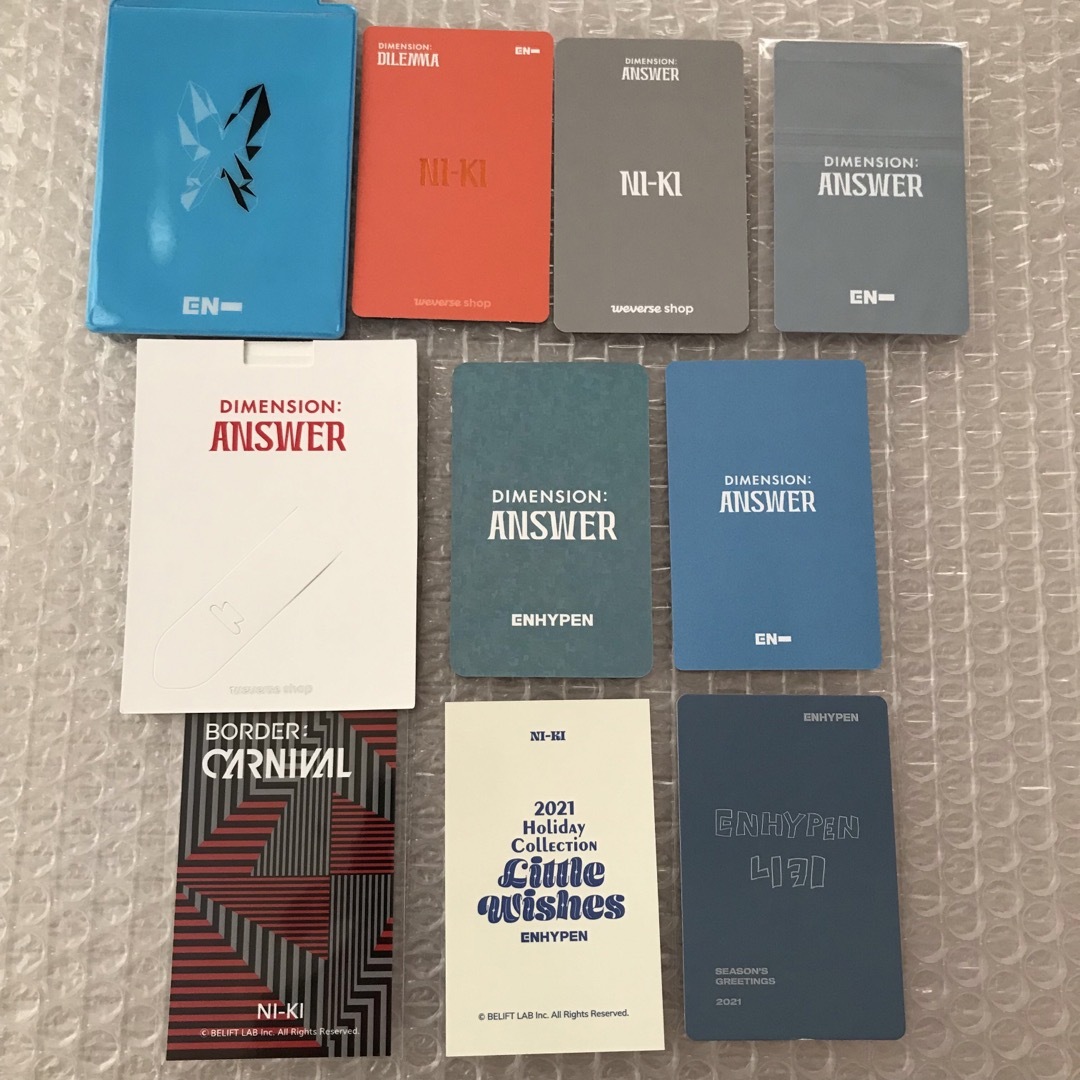 EN-
DIMENSION:
DILEMMA
EN-
NI-KI
weverse shop
DIMENSION:
ANSWER
NI-KI
weverse shop
DIMENSION:
ANSWER
EN-
DIMENSION:
ANSWER
weverse shop
DIMENSION:
ANSWER
ENHYPEN
DIMENSION:
ANSWER
EN-
BORDER:
CARNIVAL
NI-KI
© BELIFT LAB Inc. All Rights Reserved.
NI-KI
2021
Holiday
Collection
Little
Wishes
ENHYPEN
© BELIFT LAB Inc. All Rights Reserved.
ENHYPEN
ENHYPEN
니키
SEASON'S
GREETINGS
2021